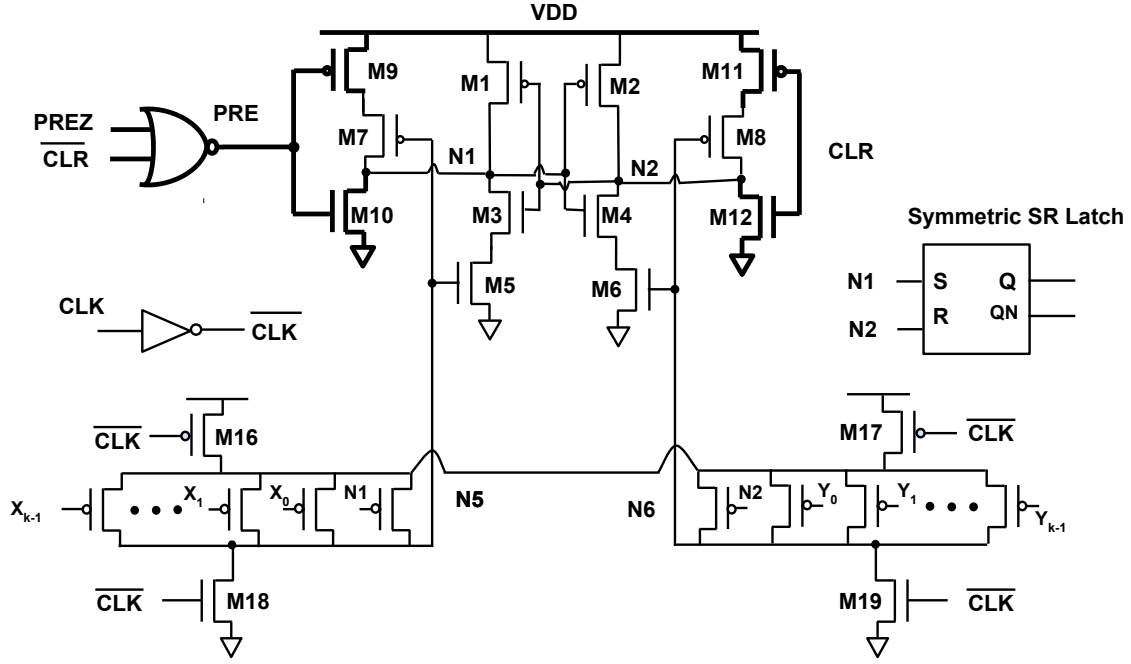 VDD
M9
M1
M2
M11
PREZ
PRE
CLR
M7
M8
CLR
N1
N2
M10
M3
M4
M12
Symmetric SR Latch
M5
M6
N1
S
Q
CLK
CLK
N2
R
QN
CLK
M16
M17
CLK
Xk-1
X1
X0
N1
N5
N6
N2
Y0
Y1
Yk-1
CLK
M18
M19
CLK